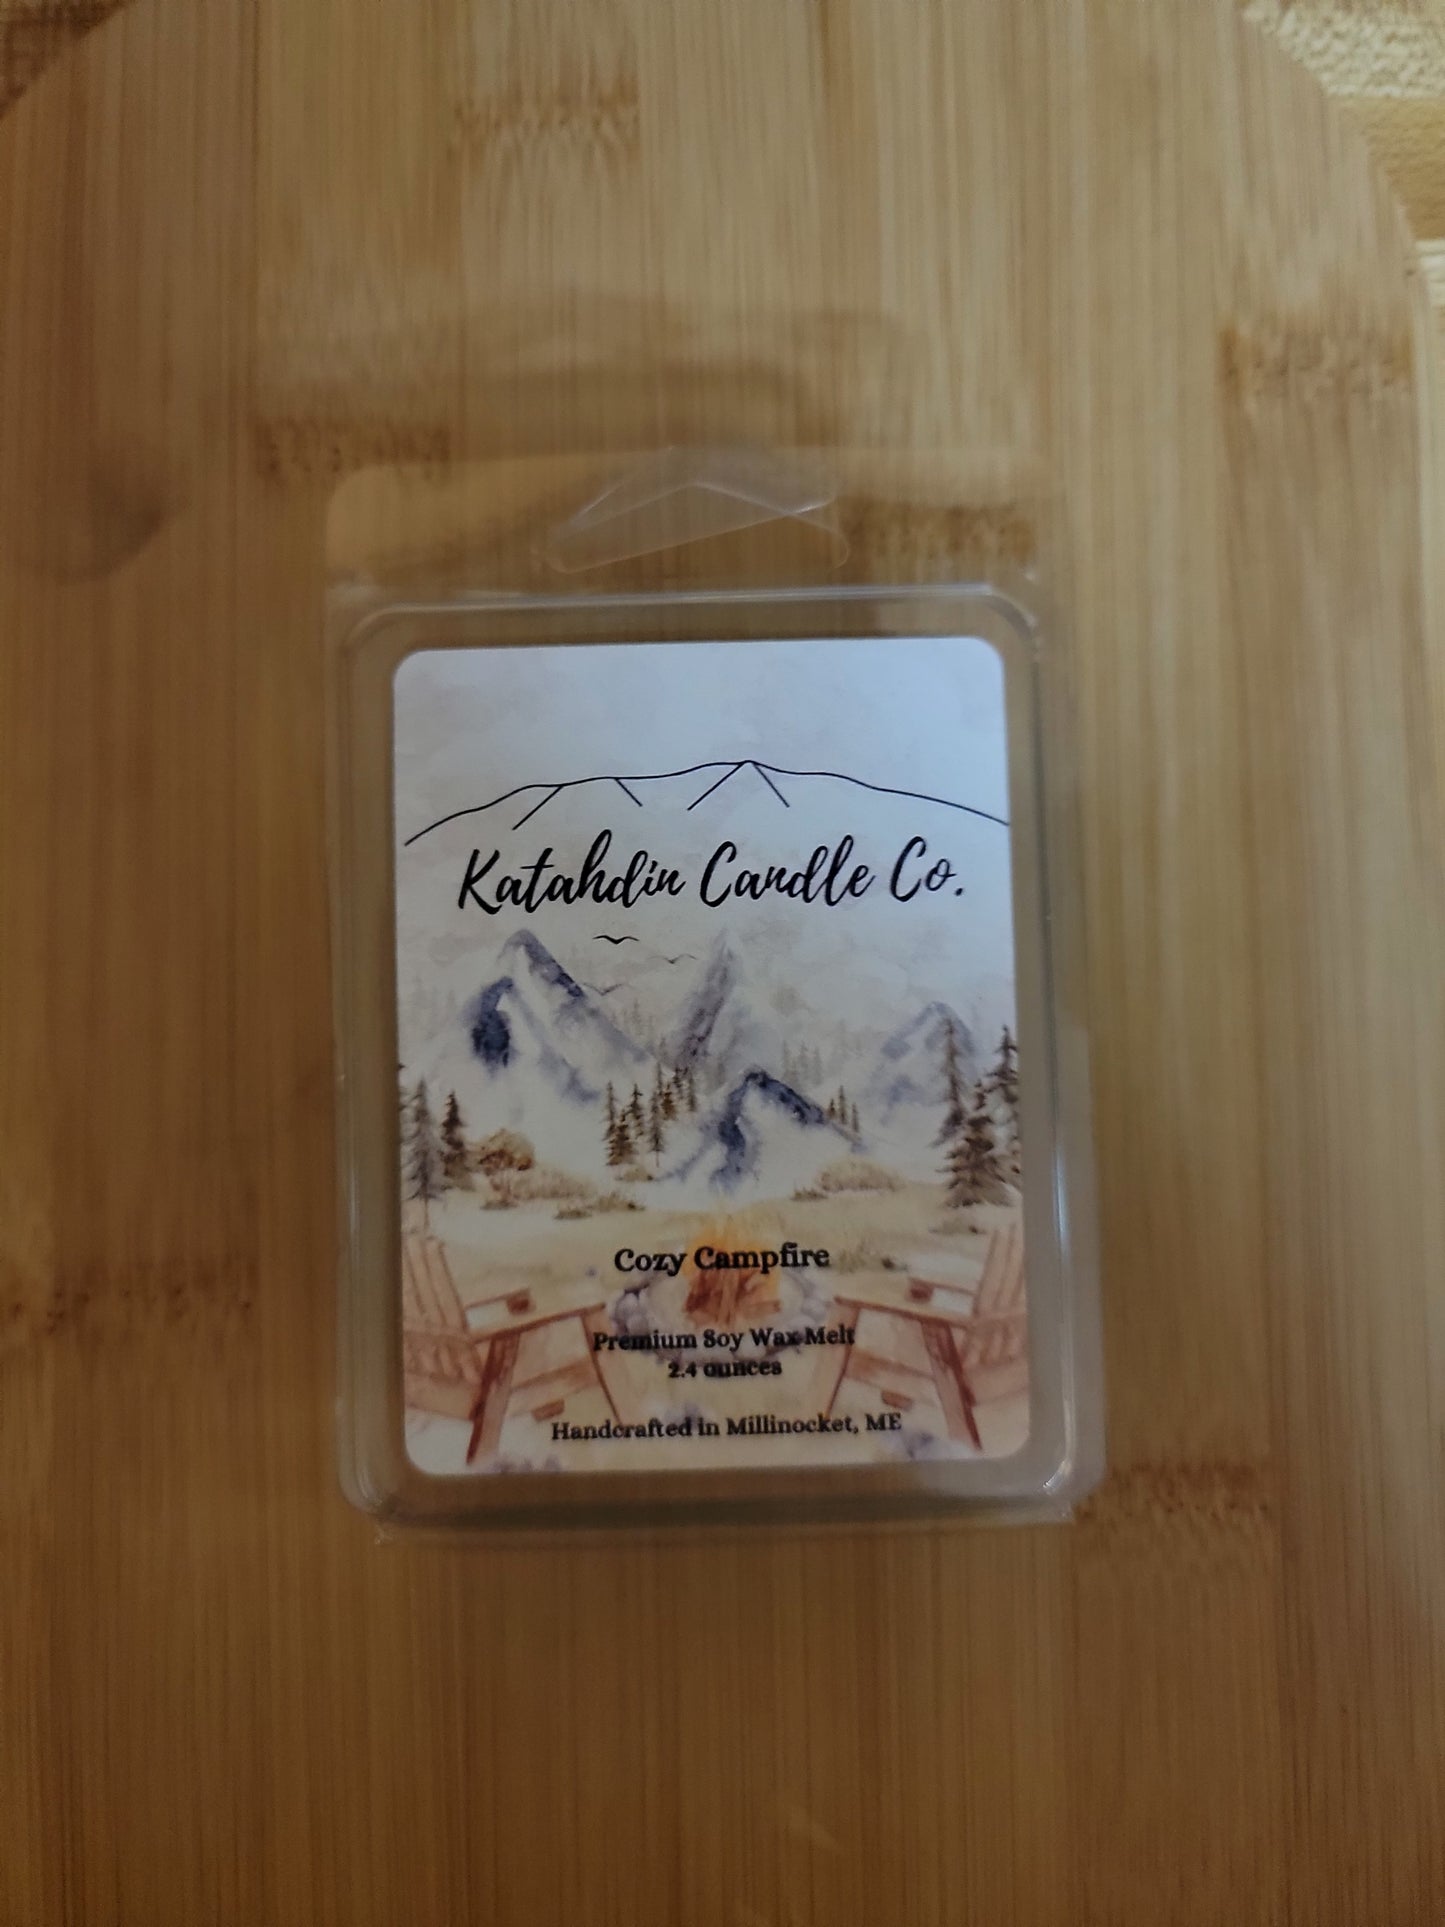 Katahdin Candle Co.
Cozy Campfire
Premium Soy Wax Melt
2.4 ounces
Handcrafted in Millinocket, ME